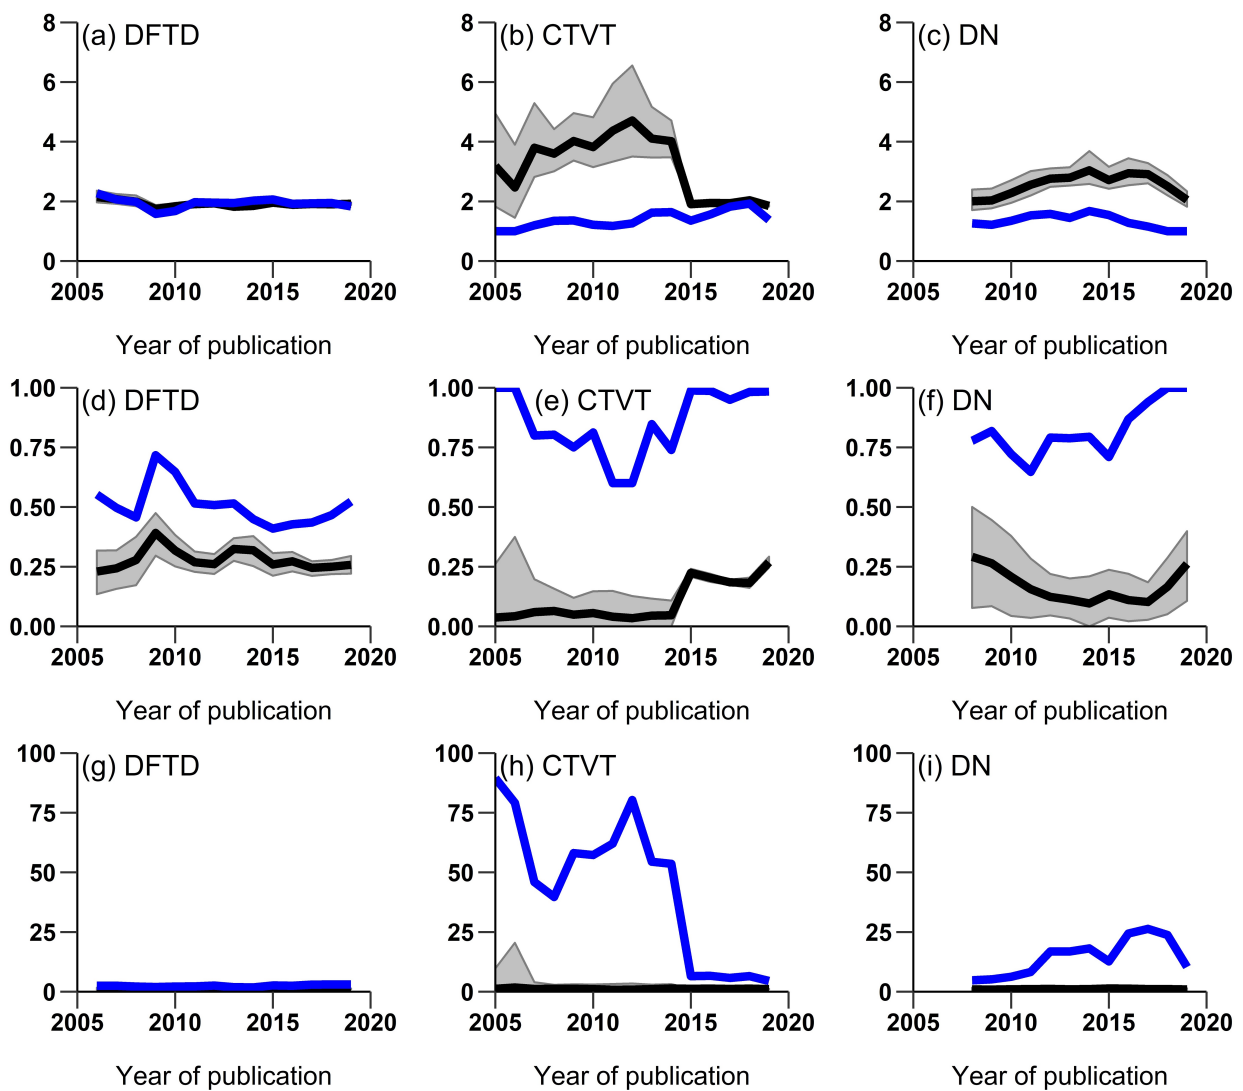 (a) DFTD
(b) CTVT
(c) DN
8
6
4
2
0
8
6
4
2
0
8
6
4
2
0
2005 2010 2015 2020
2005 2010 2015 2020
2005 2010 2015 2020
Year of publication
Year of publication
Year of publication
(d) DFTD
(e) CTVT
(f) DN
1.00
0.75
0.50
0.25
0.00
1.00
0.75
0.50
0.25
0.00
1.00
0.75
0.50
0.25
0.00
2005 2010 2015 2020
2005 2010 2015 2020
2005 2010 2015 2020
Year of publication
Year of publication
Year of publication
(g) DFTD
(h) CTVT
(i) DN
100
75
50
25
0
100
75
50
25
0
100
75
50
25
0
2005 2010 2015 2020
2005 2010 2015 2020
2005 2010 2015 2020
Year of publication
Year of publication
Year of publication